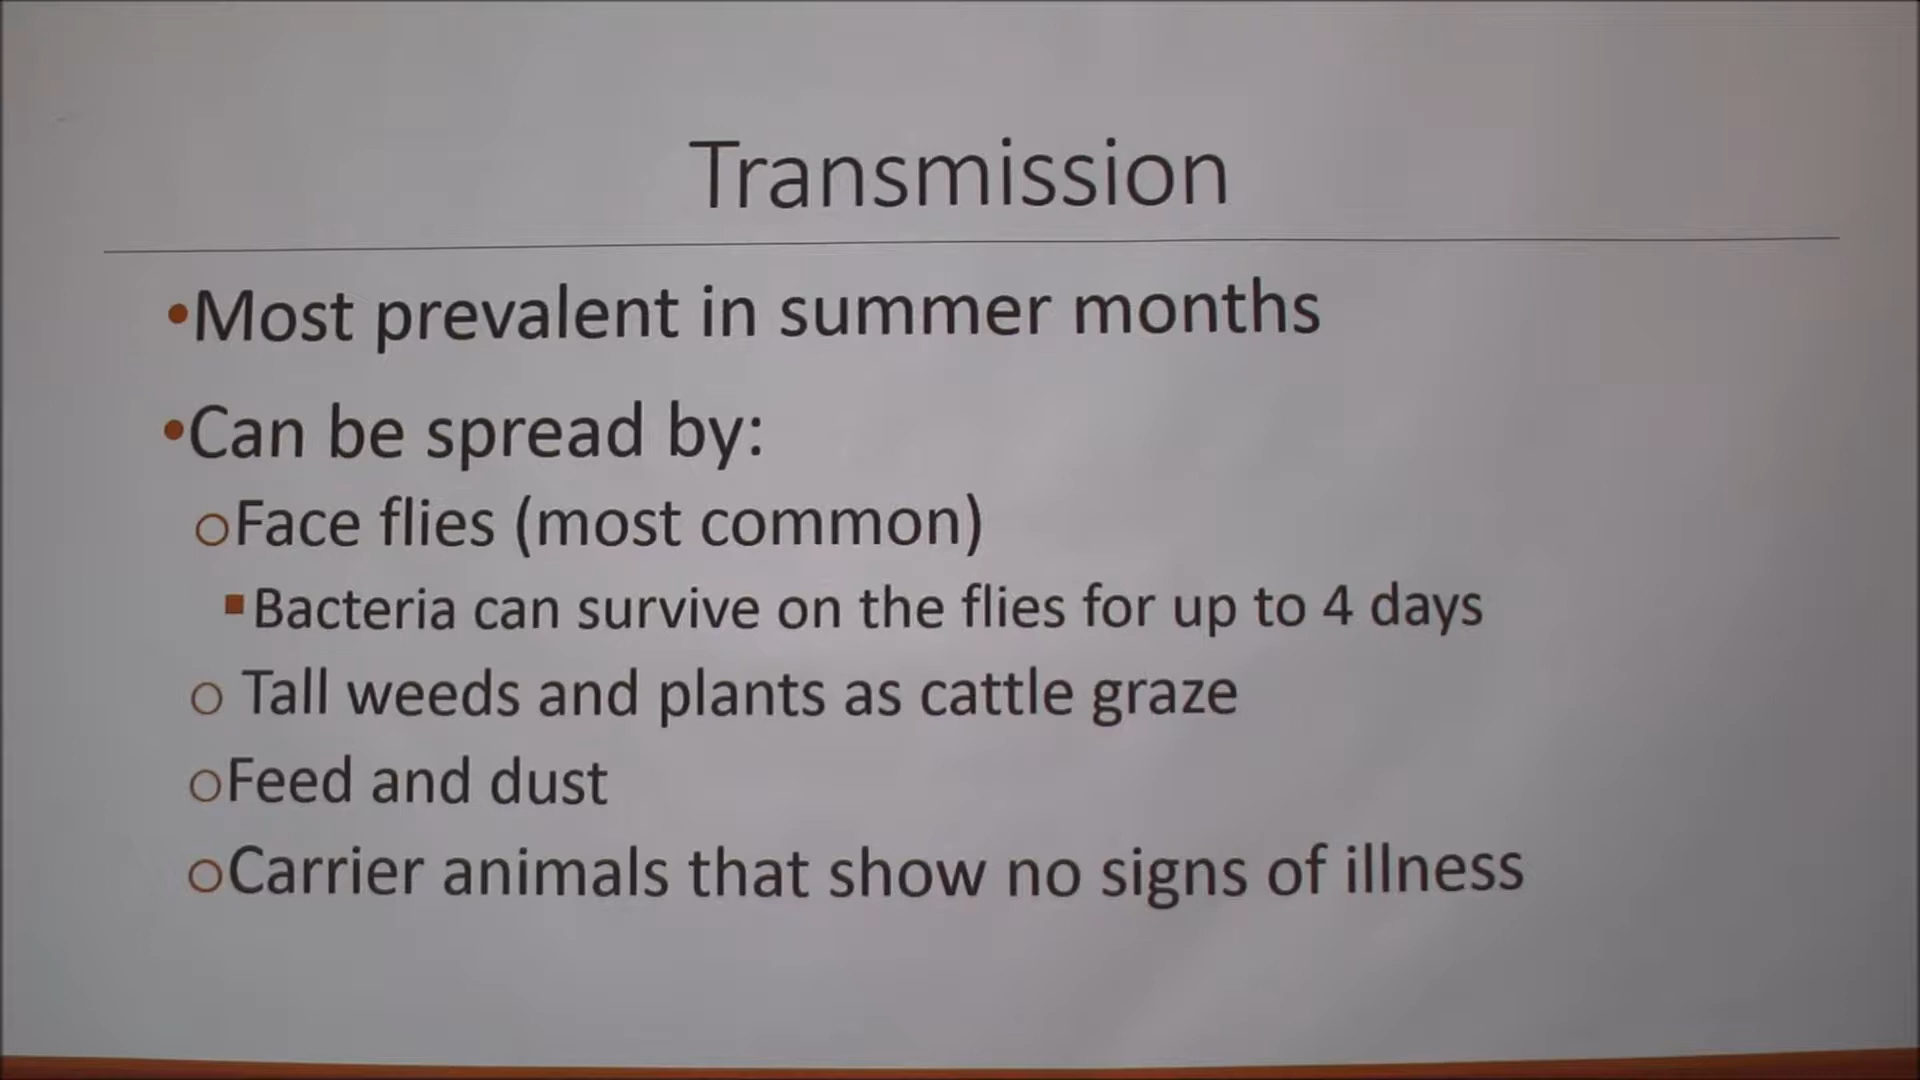 Transmission
•Most prevalent in summer months
•Can be spread by:
oFace flies (most common)
▪Bacteria can survive on the flies for up to 4 days
o Tall weeds and plants as cattle graze
oFeed and dust
oCarrier animals that show no signs of illness